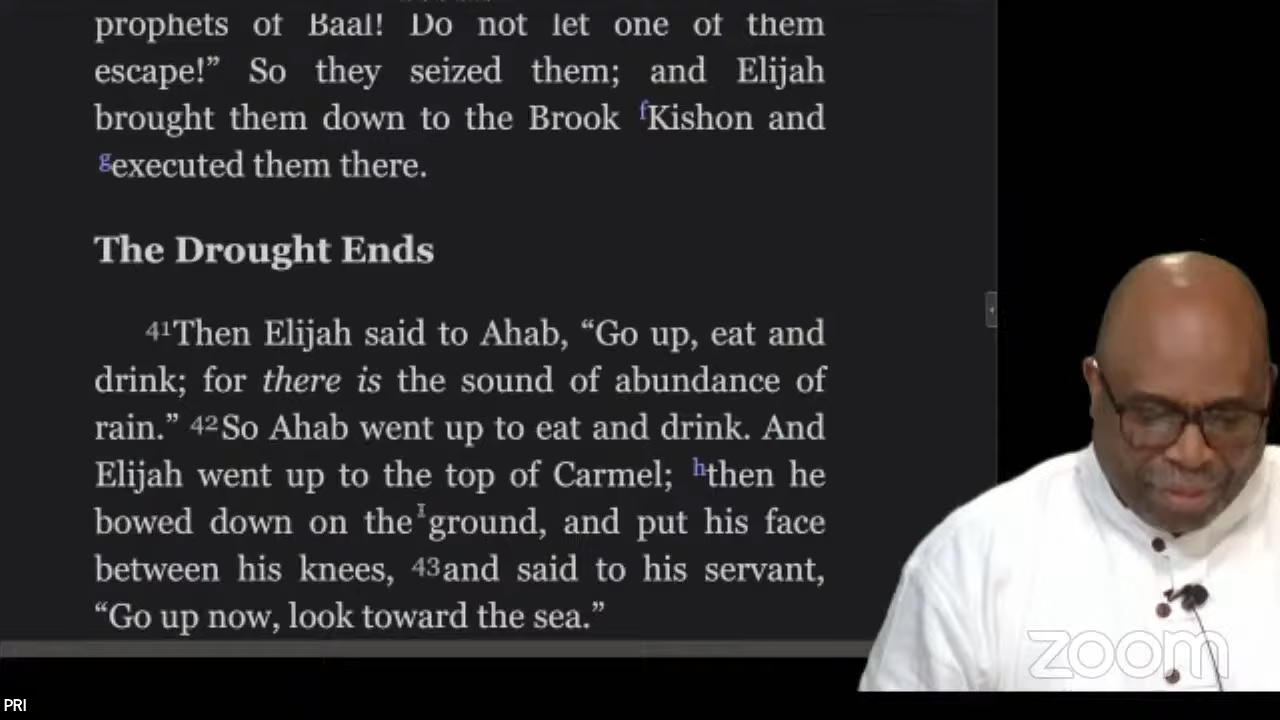 prophets of Baal! Do not let one of them
escape!” So they seized them; and Elijah
brought them down to the Brook fKishon and
gexecuted them there.
The Drought Ends
41Then Elijah said to Ahab, “Go up, eat and
drink; for there is the sound of abundance of
rain.” 42So Ahab went up to eat and drink. And
Elijah went up to the top of Carmel; hthen he
bowed down on the ground, and put his face
between his knees, 43and said to his servant,
“Go up now, look toward the sea.”
zoom
PRI